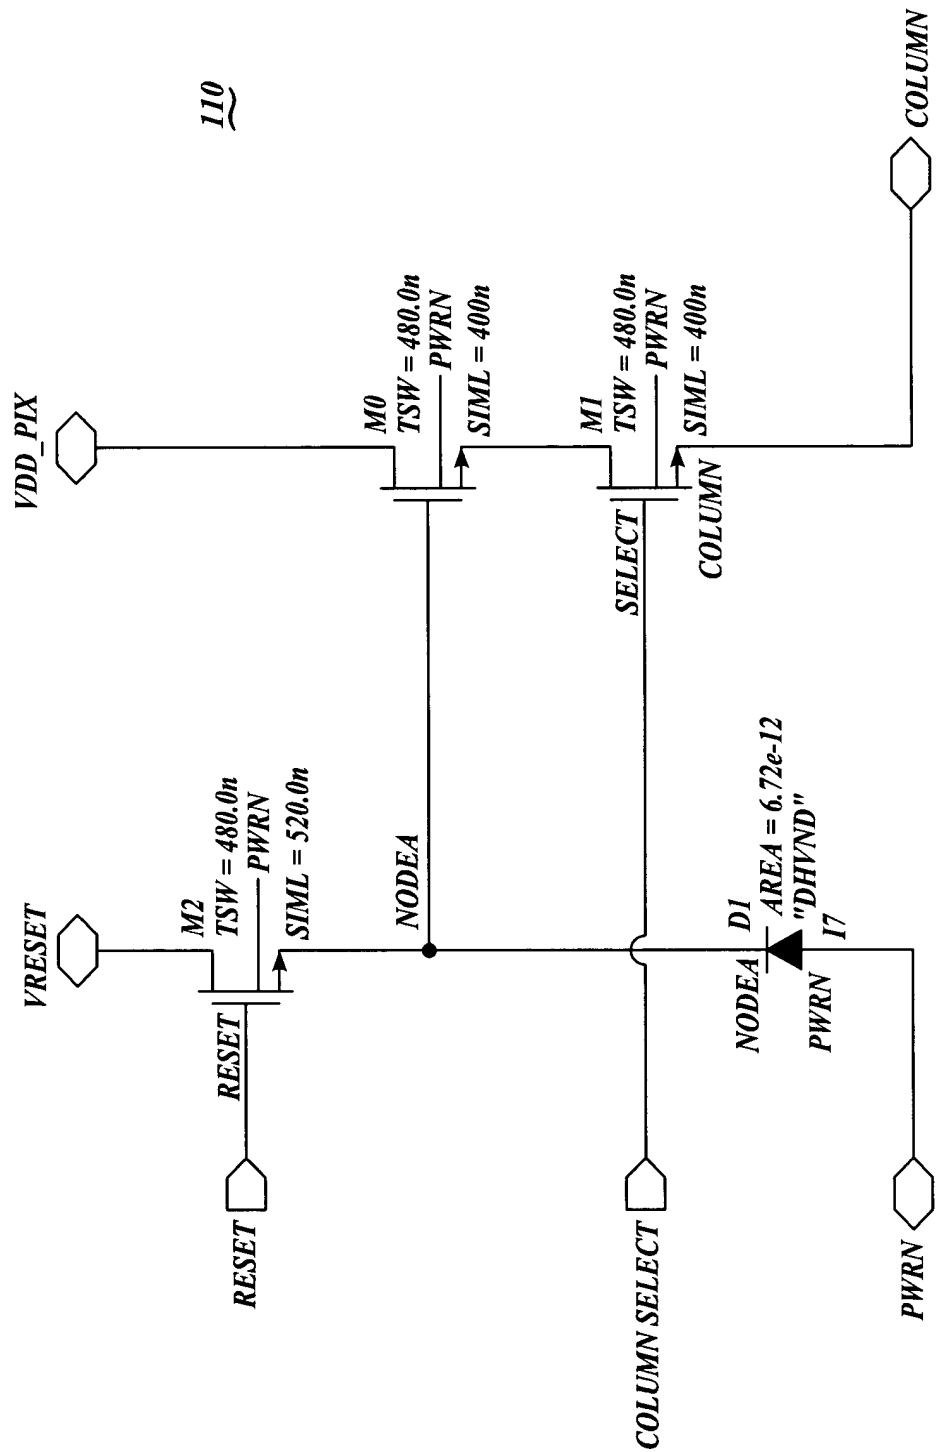 110
VRESET
VDD_PIX
M2
TSW = 480.0n
PWRN
SIML = 520.0n
RESET
RESET
M0
TSW = 480.0n
PWRN
SIML = 400n
NODEA
M1
TSW = 480.0n
PWRN
SIML = 400n
SELECT
COLUMN
COLUMN SELECT
D1
AREA = 6.72e-12
"DHVND"
I7
NODEA
PWRN
PWRN
COLUMN